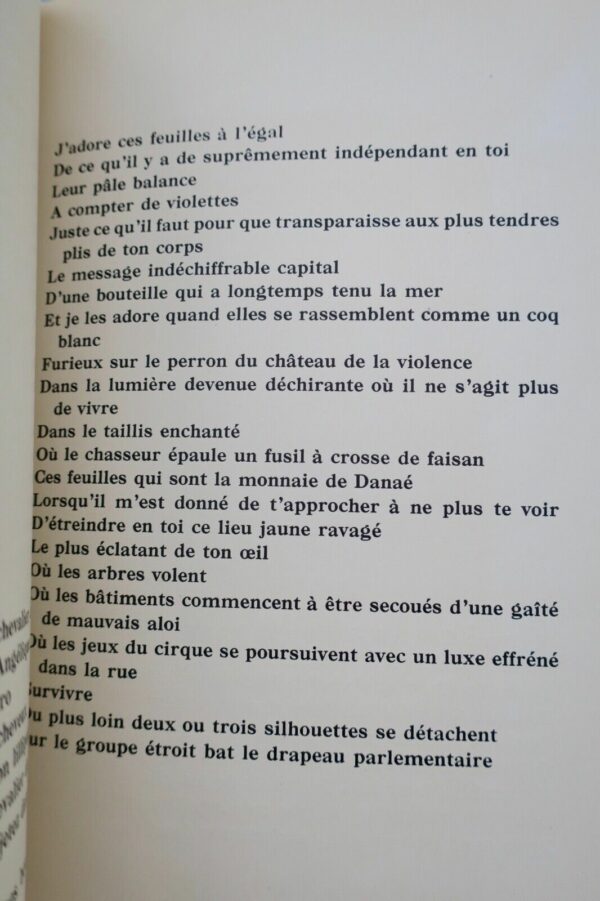 J'adore ces feuilles à l'égal
De ce qu'il y a de suprêmement indépendant en toi
Leur pâle balance
A compter de violettes
Juste ce qu'il faut pour que transparaisse aux plus tendres
plis de ton corps
Le message indéchiffrable capital
D'une bouteille qui a longtemps tenu la mer
Et je les adore quand elles se rassemblent comme un coq
blanc
Furieux sur le perron du château de la violence
Dans la lumière devenue déchirante où il ne s'agit plus
de vivre
Dans le taillis enchanté
Où le chasseur épaule un fusil à crosse de faisan
Ces feuilles qui sont la monnaie de Danaé
Lorsqu'il m'est donné de t'approcher à ne plus te voir
D'étreindre en toi ce lieu jaune ravagé
Le plus éclatant de ton œil
Où les arbres volent
Où les bâtiments commencent à être secoués d'une gaîté
de mauvais aloi
Où les jeux du cirque se poursuivent avec un luxe effréné
dans la rue
Survivre
Du plus loin deux ou trois silhouettes se détachent
ur le groupe étroit bat le drapeau parlementaire